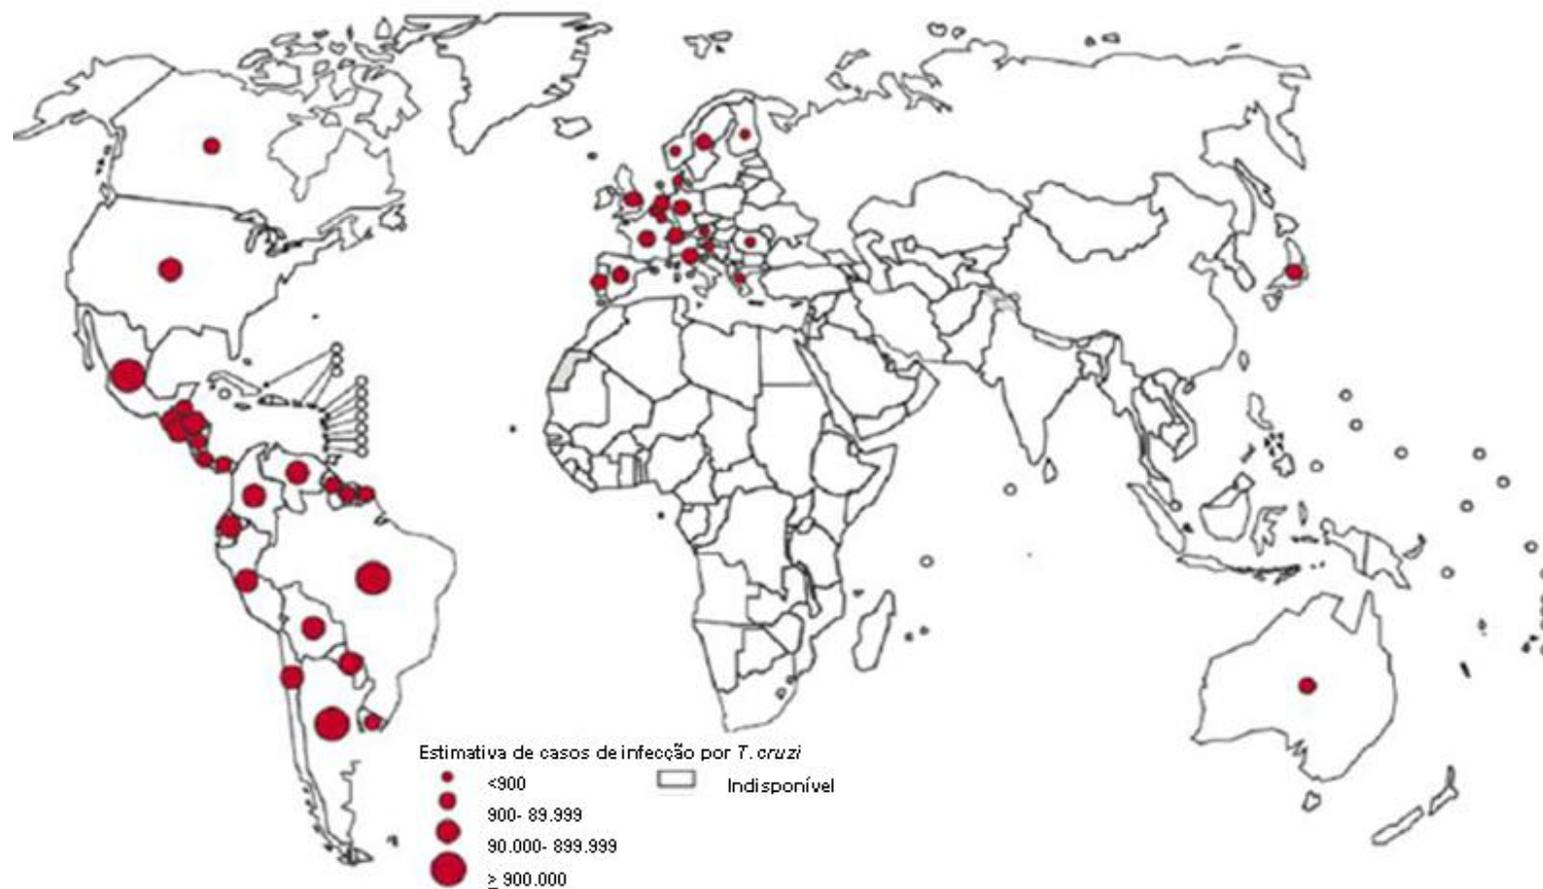 Estimativa de casos de infecção por T. cruzi
<900
Indisponível
900- 89.999
90.000- 899.999
≥ 900.000